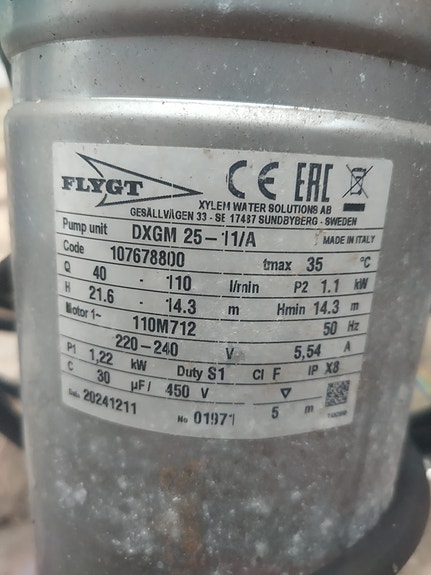 FLYGT
CE EAC
XYLEM WATER SOLUTIONS AB
GESÄLLVÄGEN 33 - SE 17487 SUNDBYBERG - SWEDEN
Pump unit DXGM 25-11/A MADE IN ITALY
Code 107678800 tmax 35 °C
Q 40 - 110 l/min P2 1.1 kW
H 21.6 - 14.3 m Hmin 14.3 m
Motor 1~ 110M712 50 Hz
220-240 V 5,54 A
P1 1,22 kW Duty S1 Cl F IP X8
C 30 µF/ 450 V ▽ 5 m
Date 20241211 No 01971